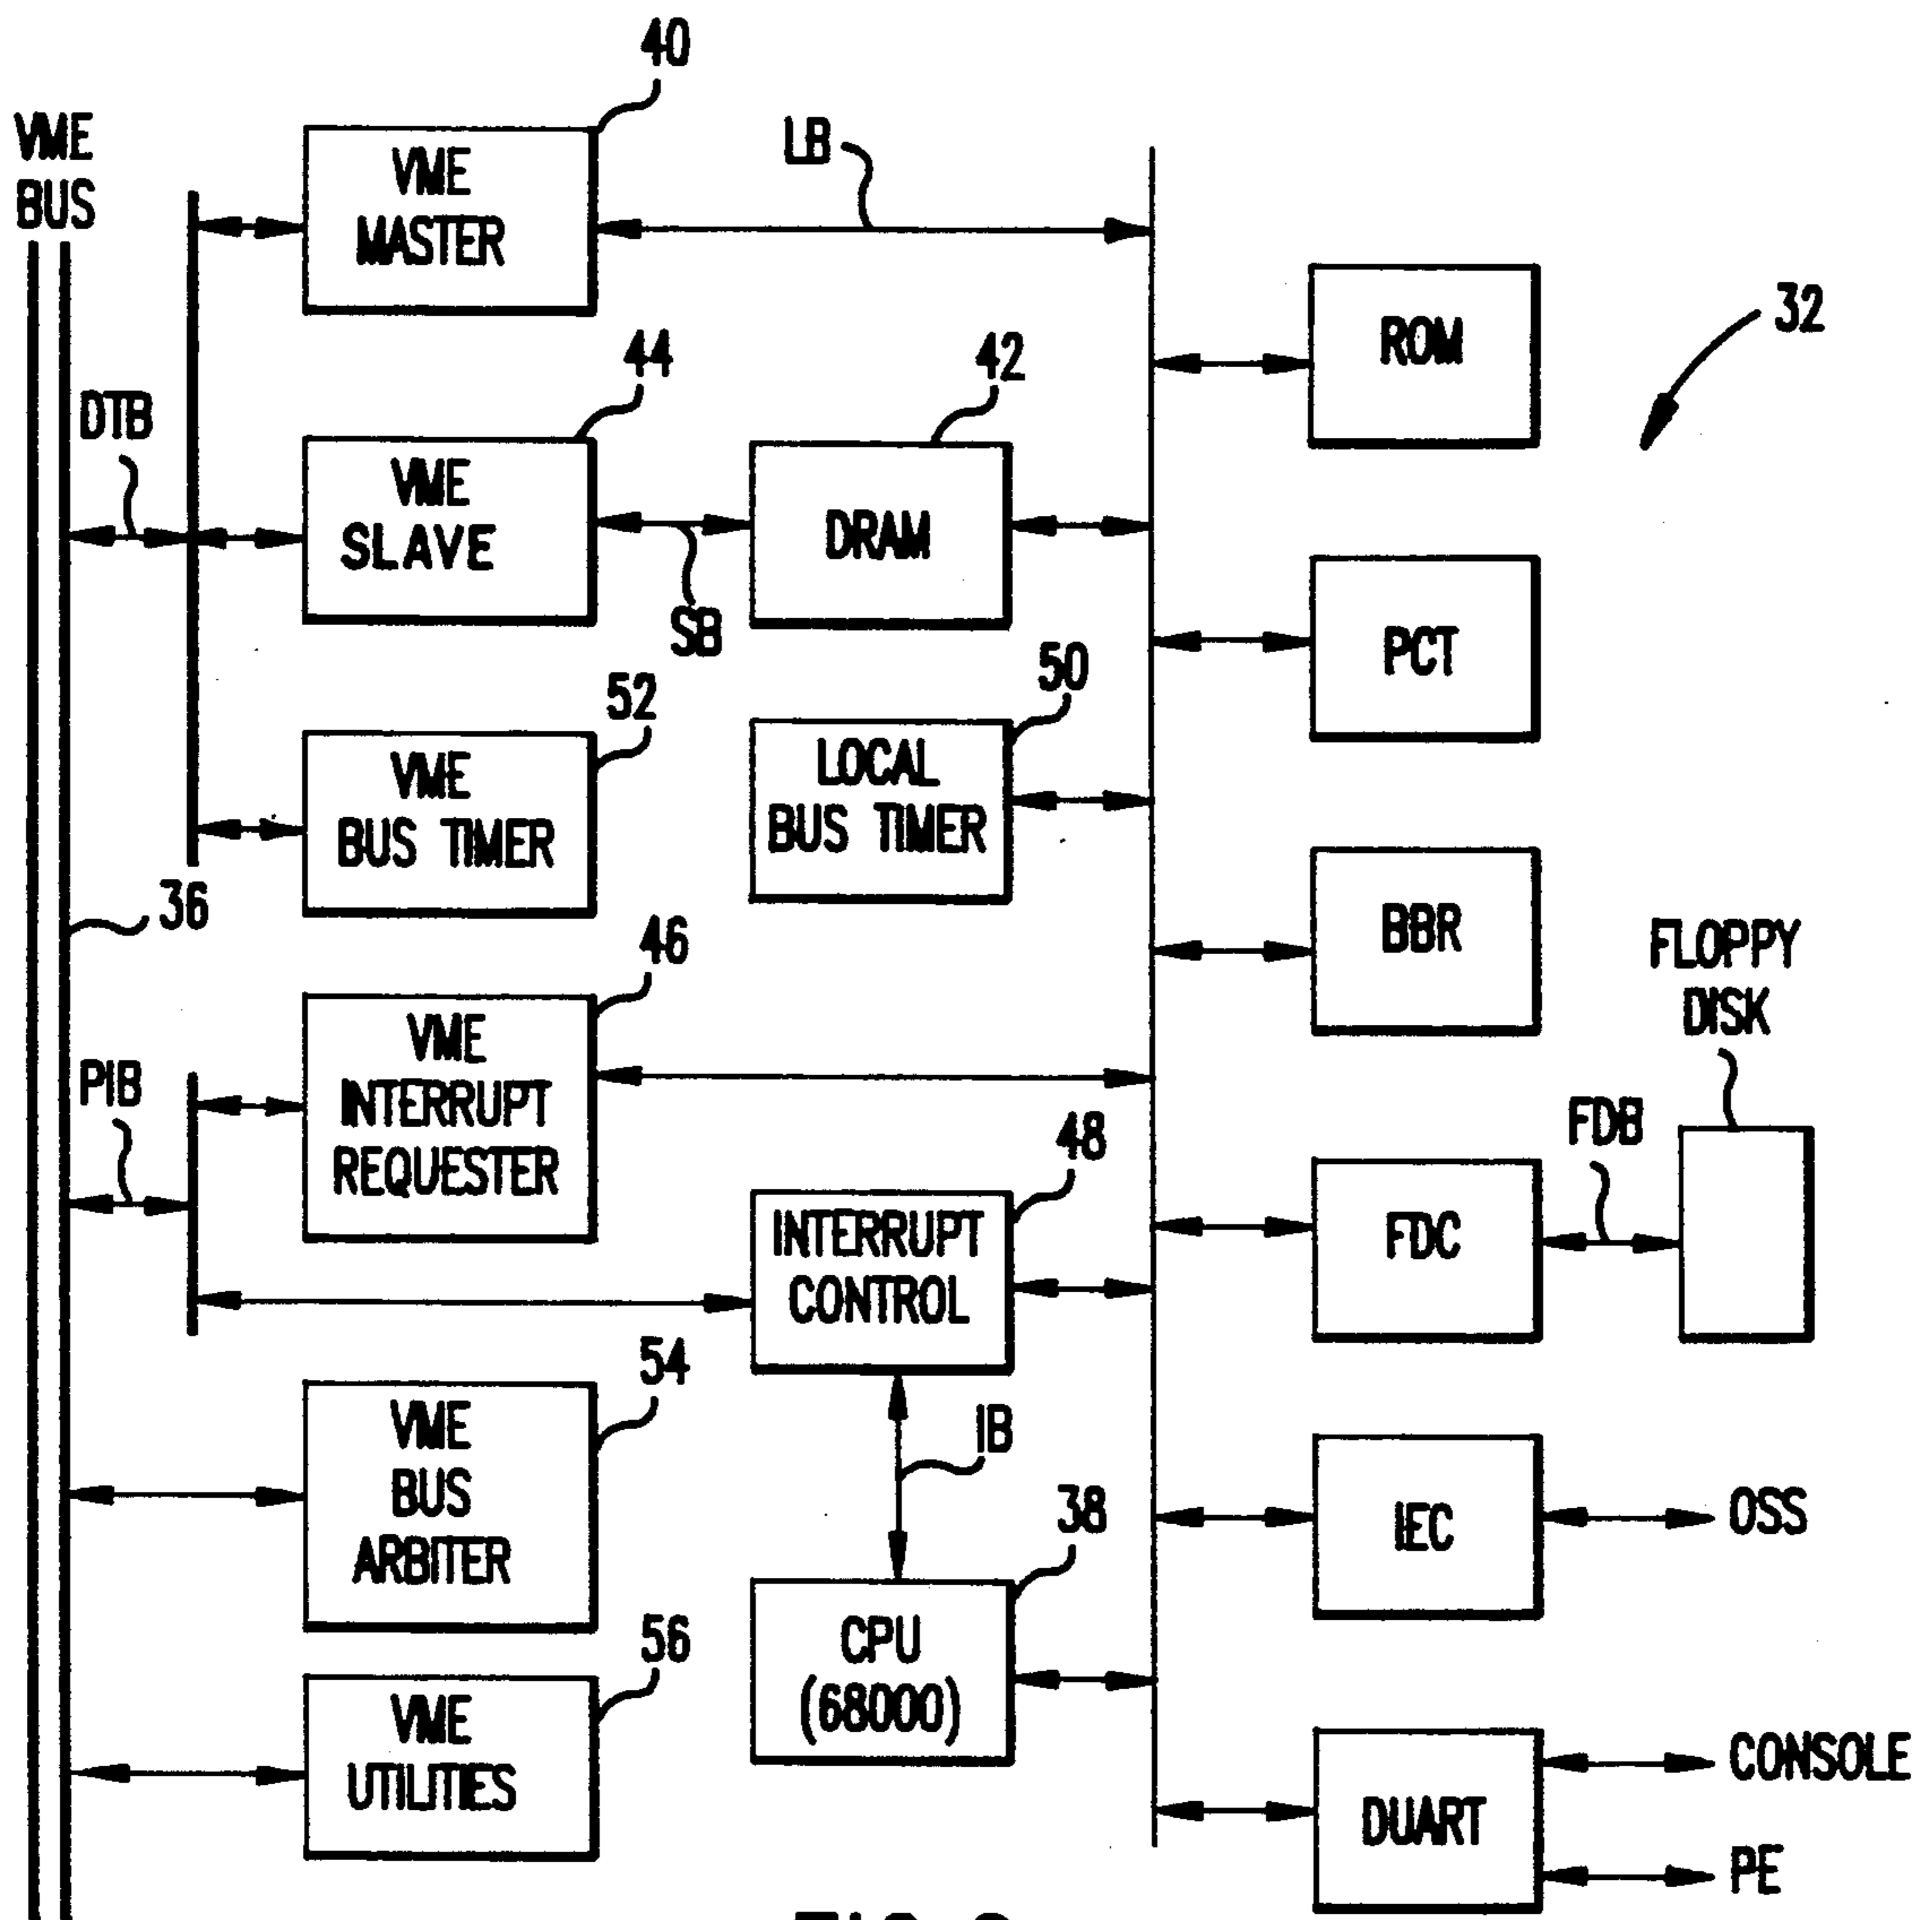 40
VME
BUS
VME
MASTER
LB
ROM
32
44
42
DTB
VME
SLAVE
DRAM
SB
PCT
52
50
VME
BUS TIMER
LOCAL
BUS TIMER
36
BBR
FLOPPY
DISK
46
PIB
VME
INTERRUPT
REQUESTER
48
FDB
INTERRUPT
CONTROL
FDC
54
VME
BUS
ARBITER
IB
38
IEC
OSS
56
CPU
(68000)
VME
UTILITIES
DUART
CONSOLE
PE